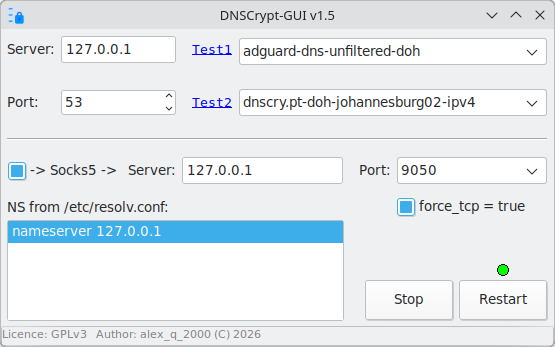 DNSCrypt-GUI v1.5
Server: 127.0.0.1 Test1 adguard-dns-unfiltered-doh
Port: 53 Test2 dnscry.pt-doh-johannesburg02-ipv4
-> Socks5 -> Server: 127.0.0.1 Port: 9050
NS from /etc/resolv.conf: force_tcp = true
nameserver 127.0.0.1
Stop Restart
Licence: GPLv3 Author: alex_q_2000 (C) 2026